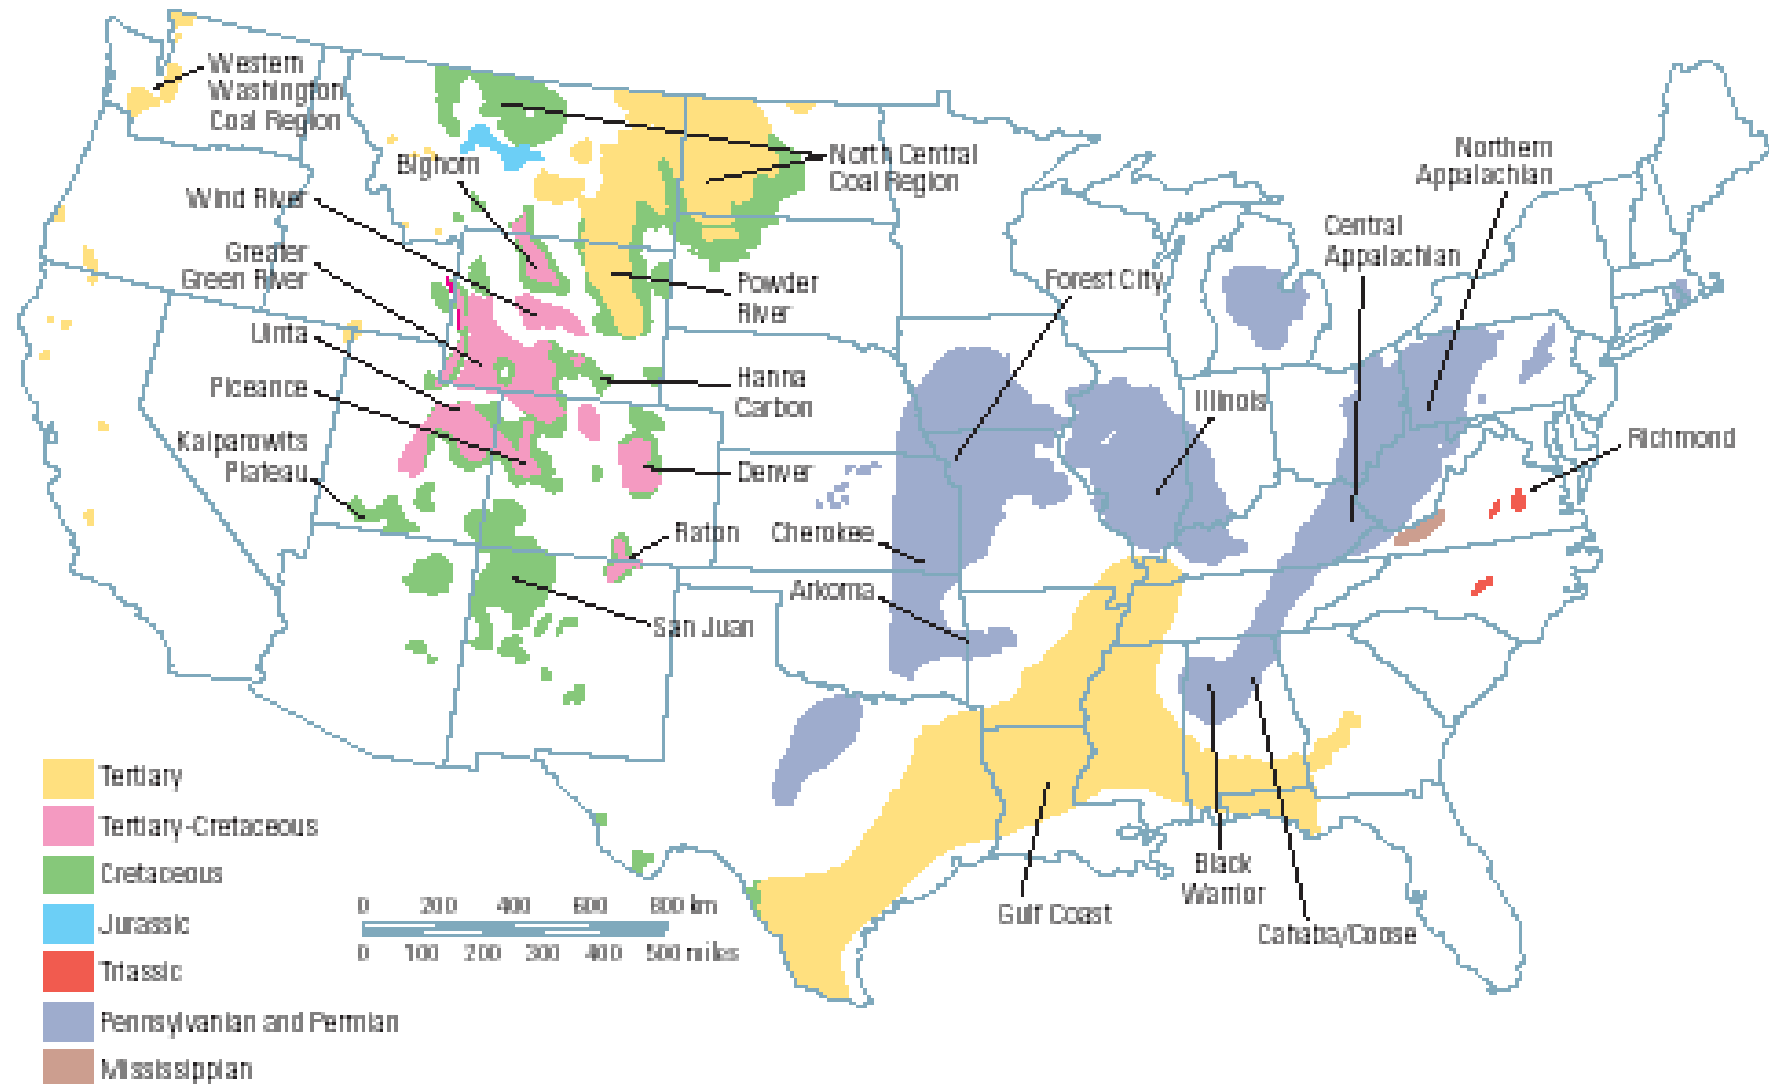 Western
Washington
Coal Region
Bighorn
Wind River
Greater
Green River
Uinta
Piceance
Kaiparowits
Plateau
North Central
Coal Region
Powder
River
Hanna
Carbon
Denver
Raton
San Juan
Cherokee
Arkoma
Forest City
Illinois
Central
Appalachian
Northern
Appalachian
Richmond
Black
Warrior
Cahaba/Coose
Gulf Coast
Tertiary
Tertiary-Cretaceous
Cretaceous
Jurassic
Triassic
Pennsylvanian and Permian
Mississippian
0 200 400 600 800 km
0 100 200 300 400 500 miles